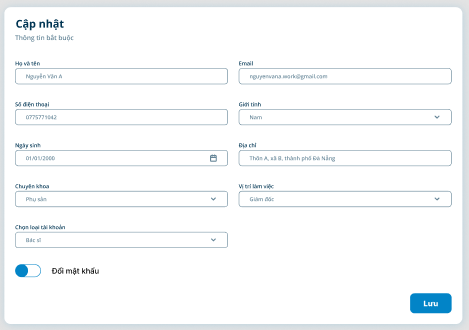 Cập nhật
Thông tin bắt buộc
Họ và tên
Nguyễn Văn A
Email
nguyenvana.work@gmail.com
Số điện thoại
0775771042
Giới tính
Nam
Ngày sinh
01/01/2000
Địa chỉ
Thôn A, xã B, thành phố Đà Nẵng
Chuyên khoa
Phụ sản
Vị trí làm việc
Giám đốc
Chọn loại tài khoản
Bác sĩ
Đổi mật khẩu
Lưu